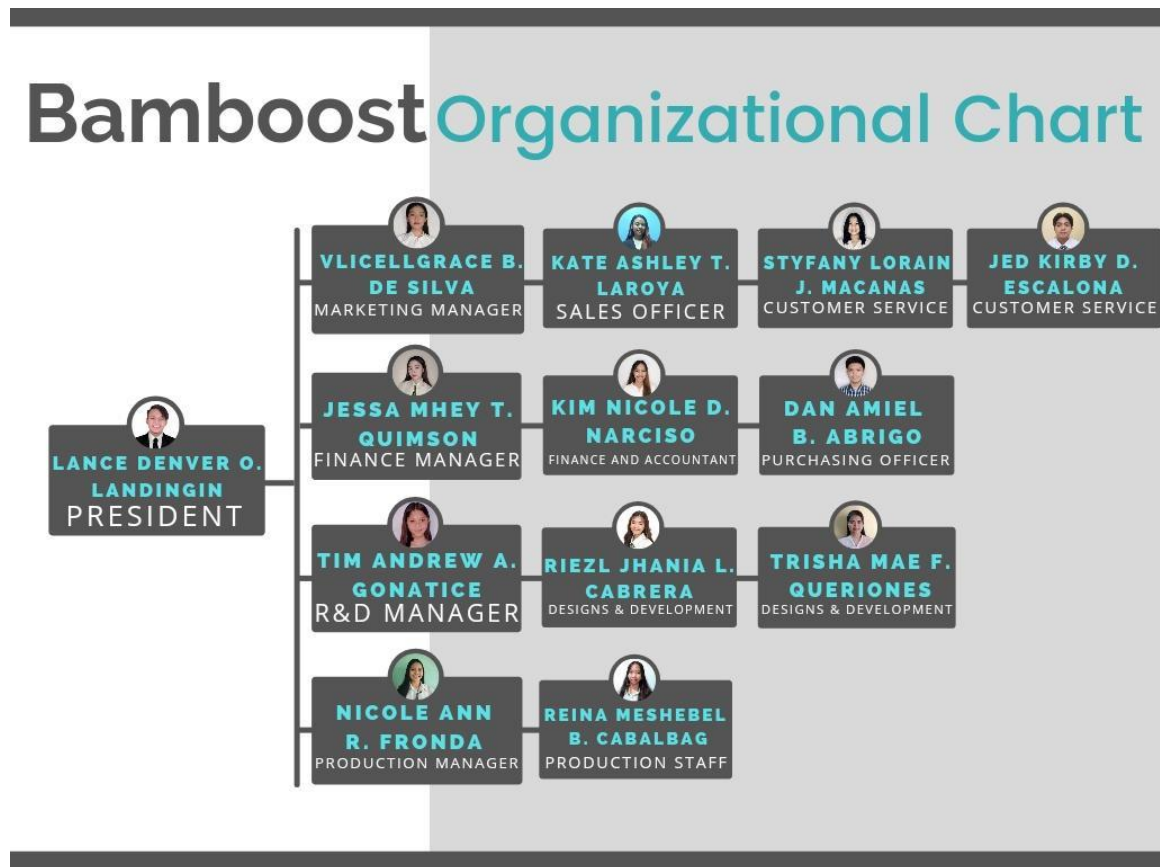 Bamboost Organizational Chart
VLICELLGRACE B.
DE SILVA
MARKETING MANAGER
KATE ASHLEY T.
LAROYA
SALES OFFICER
STYFANY LORAIN
J. MACANAS
CUSTOMER SERVICE
JED KIRBY D.
ESCALONA
CUSTOMER SERVICE
JESSA MHEY T.
QUIMSON
FINANCE MANAGER
KIM NICOLE D.
NARCISO
FINANCE AND ACCOUNTANT
DAN AMIEL
B. ABRIGO
PURCHASING OFFICER
LANCE DENVER O.
LANDINGIN
PRESIDENT
TIM ANDREW A.
GONATICE
R&D MANAGER
RIEZL JHANIA L.
CABRERA
DESIGNS & DEVELOPMENT
TRISHA MAE F.
QUERIONES
DESIGNS & DEVELOPMENT
NICOLE ANN
R. FRONDA
PRODUCTION MANAGER
REINA MESHEBEL
B. CABALBAG
PRODUCTION STAFF